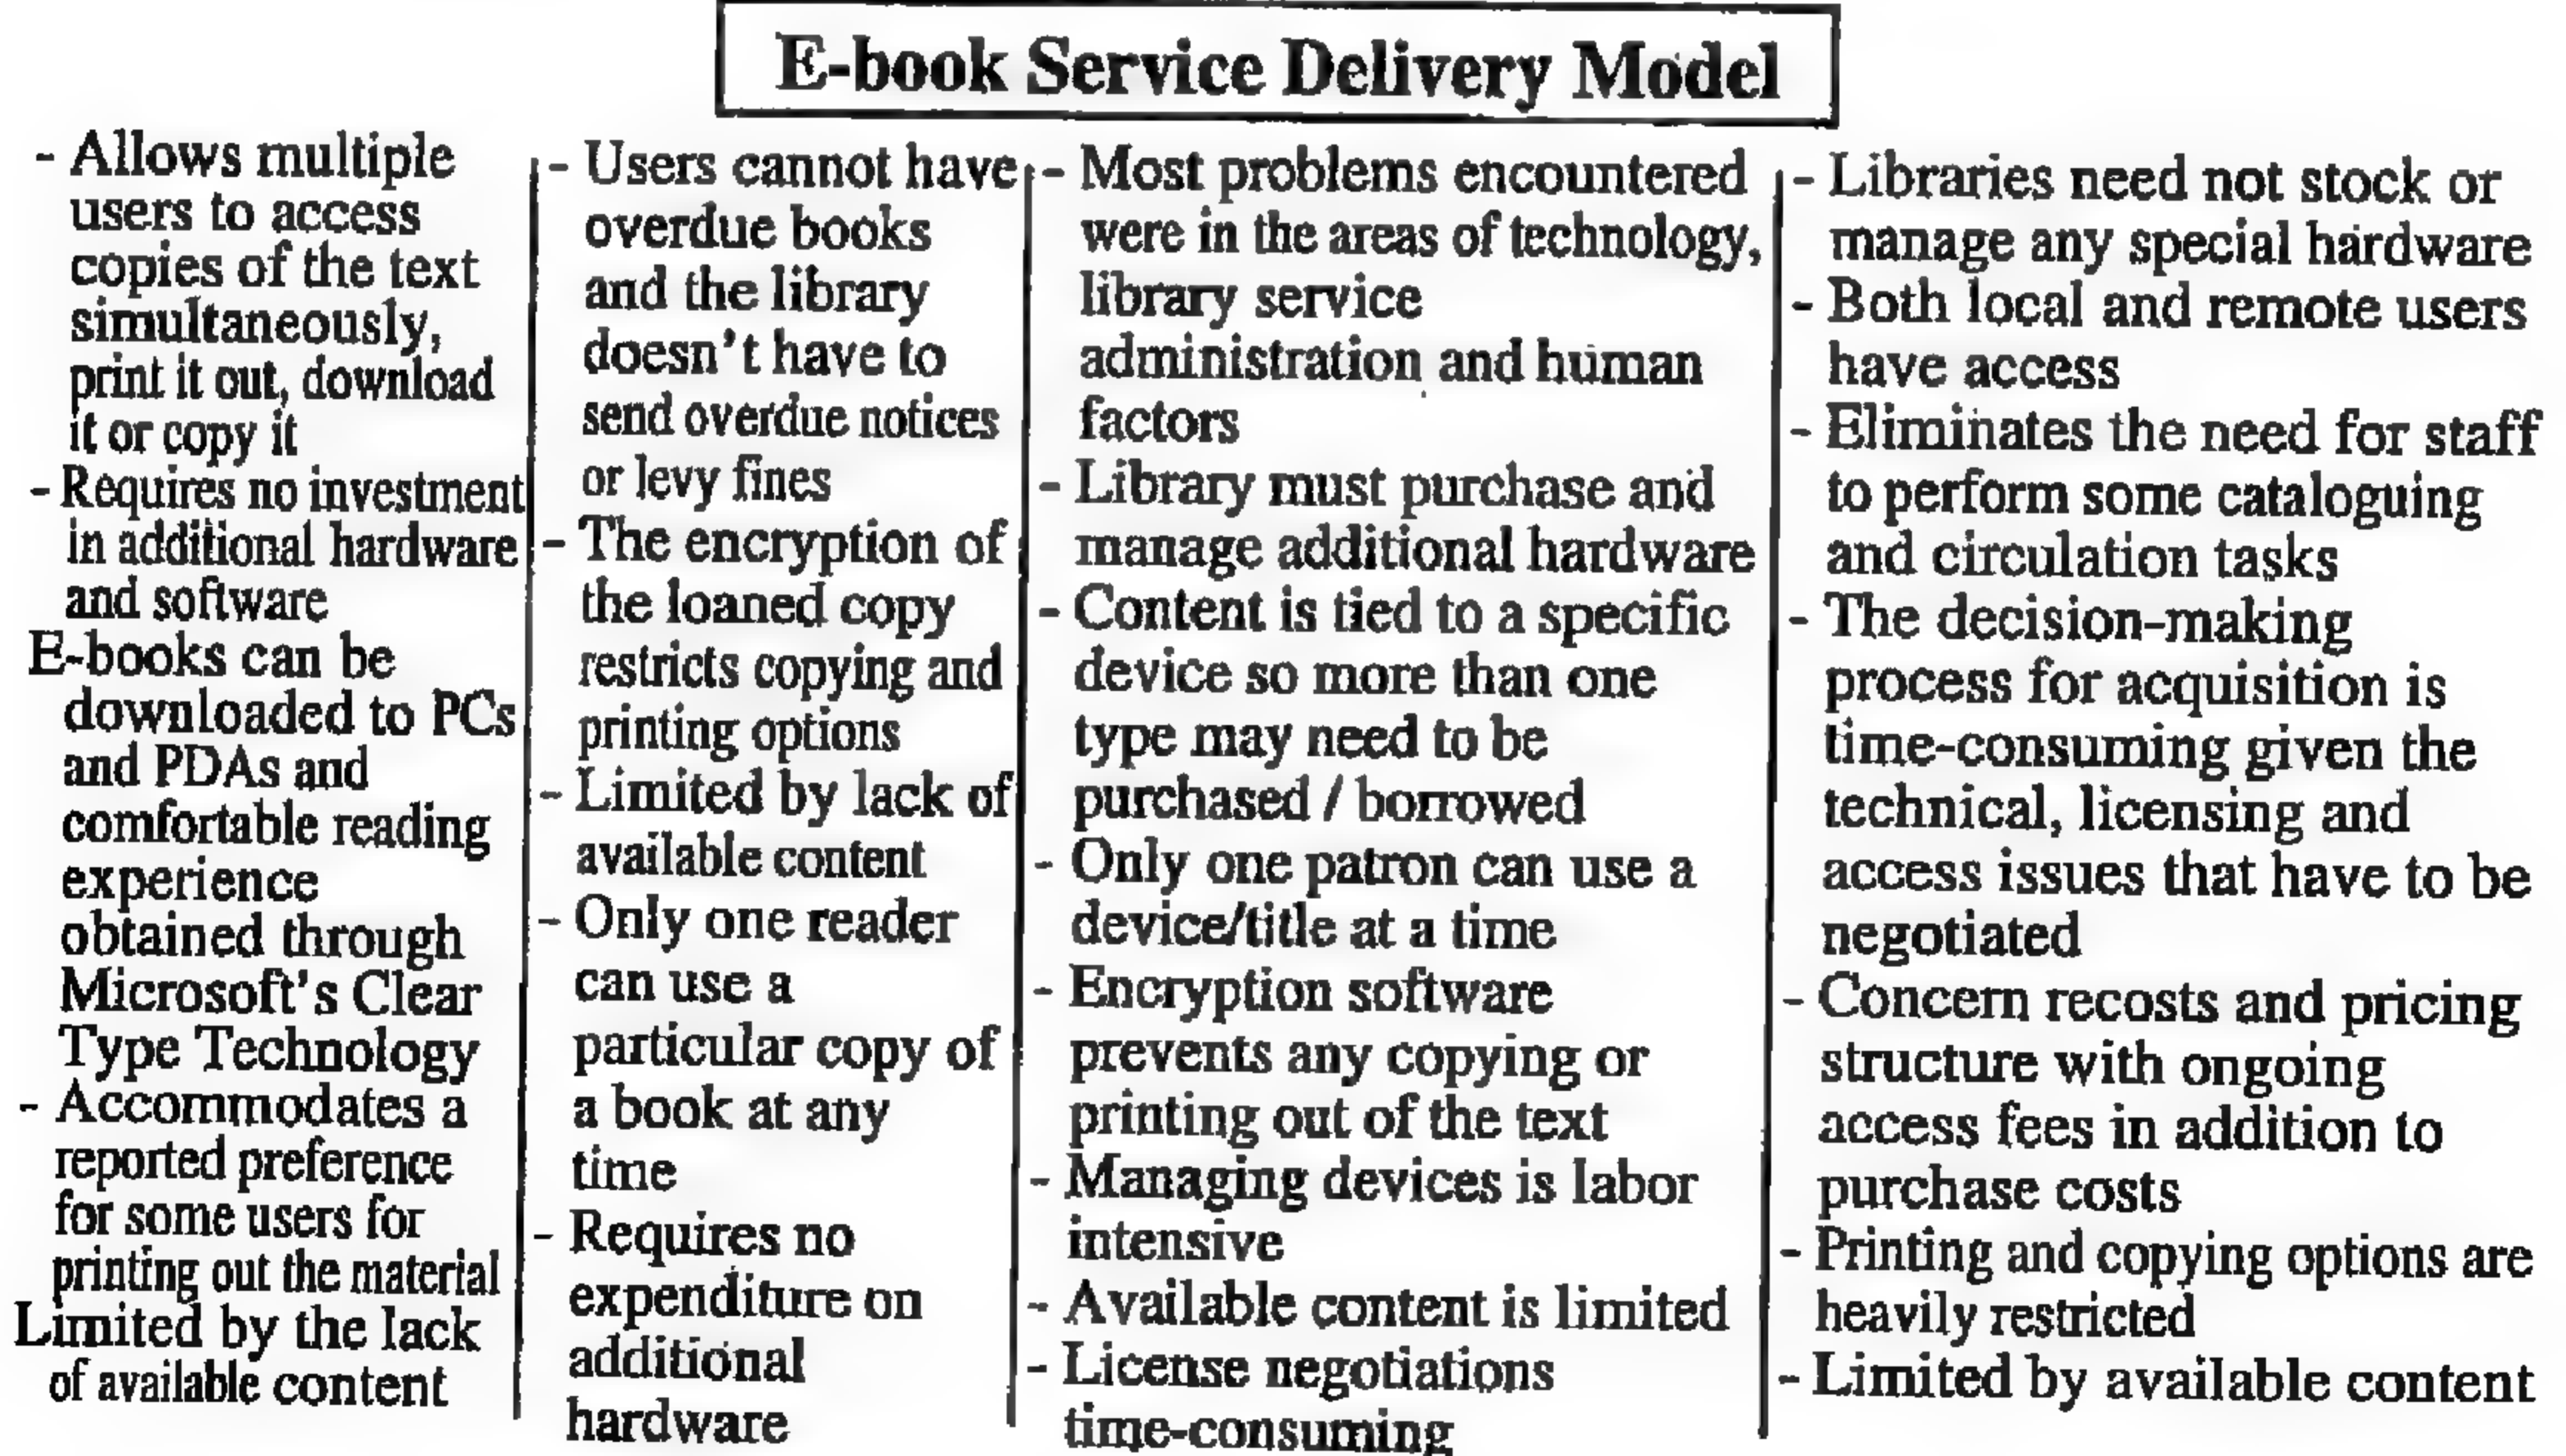 E-book Service Delivery Model
- Allows multiple
users to access
copies of the text
simultaneously,
print it out, download
it or copy it
- Requires no investment
in additional hardware
and software
E-books can be
downloaded to PCs
and PDAs and
comfortable reading
experience
obtained through
Microsoft's Clear
Type Technology
- Accommodates a
reported preference
for some users for
printing out the material
Limited by the lack
of available content
- Users cannot have
overdue books
and the library
doesn't have to
send overdue notices
or levy fines
- The encryption of
the loaned copy
restricts copying and
printing options
- Limited by lack of
available content
- Only one reader
can use a
particular copy of
a book at any
time
- Requires no
expenditure on
additional
hardware
- Most problems encountered
were in the areas of technology,
library service
administration and human
factors
- Library must purchase and
manage additional hardware
- Content is tied to a specific
device so more than one
type may need to be
purchased / borrowed
- Only one patron can use a
device/title at a time
- Encryption software
prevents any copying or
printing out of the text
- Managing devices is labor
intensive
- Available content is limited
- License negotiations
time-consuming
- Libraries need not stock or
manage any special hardware
- Both local and remote users
have access
- Eliminates the need for staff
to perform some cataloguing
and circulation tasks
- The decision-making
process for acquisition is
time-consuming given the
technical, licensing and
access issues that have to be
negotiated
- Concern recosts and pricing
structure with ongoing
access fees in addition to
purchase costs
- Printing and copying options are
heavily restricted
- Limited by available content